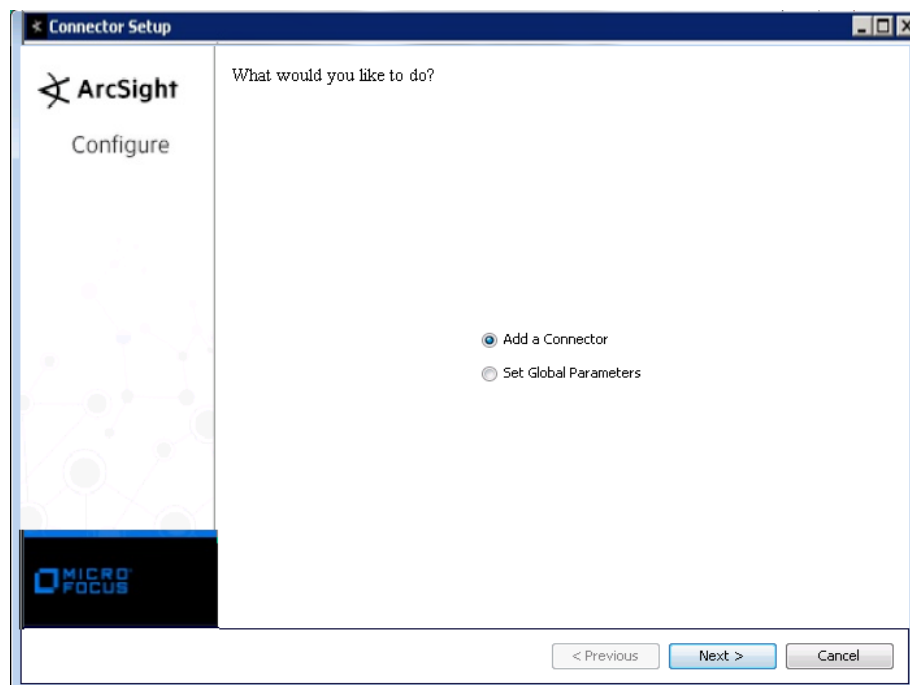 Connector Setup
ArcSight
Configure
What would you like to do?
Add a Connector
Set Global Parameters
MICRO
FOCUS
< Previous
Next >
Cancel